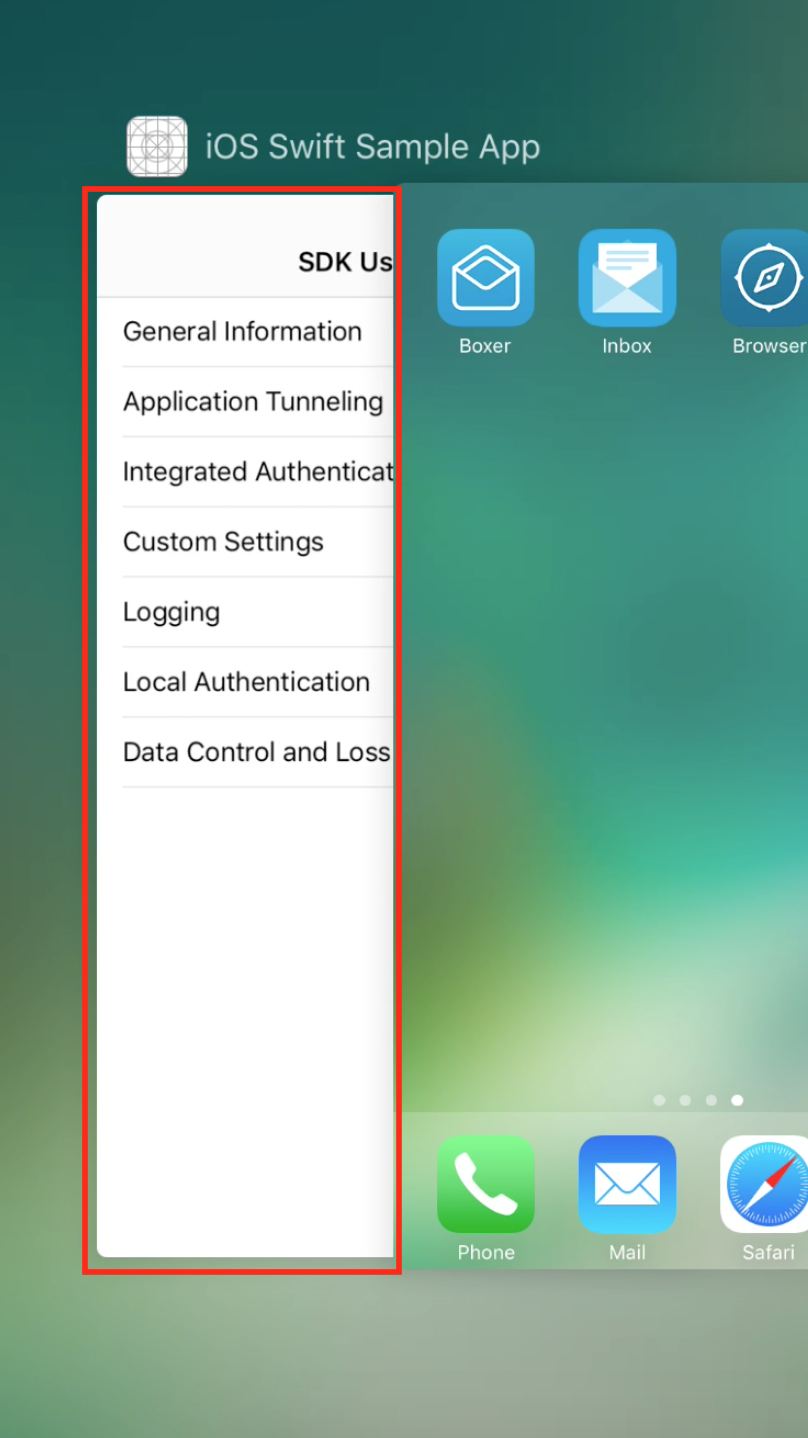 iOS Swift Sample App
SDK Us
General Information
Application Tunneling
Integrated Authenticat
Custom Settings
Logging
Local Authentication
Data Control and Loss
Boxer
Inbox
Browser
Phone
Mail
Safari